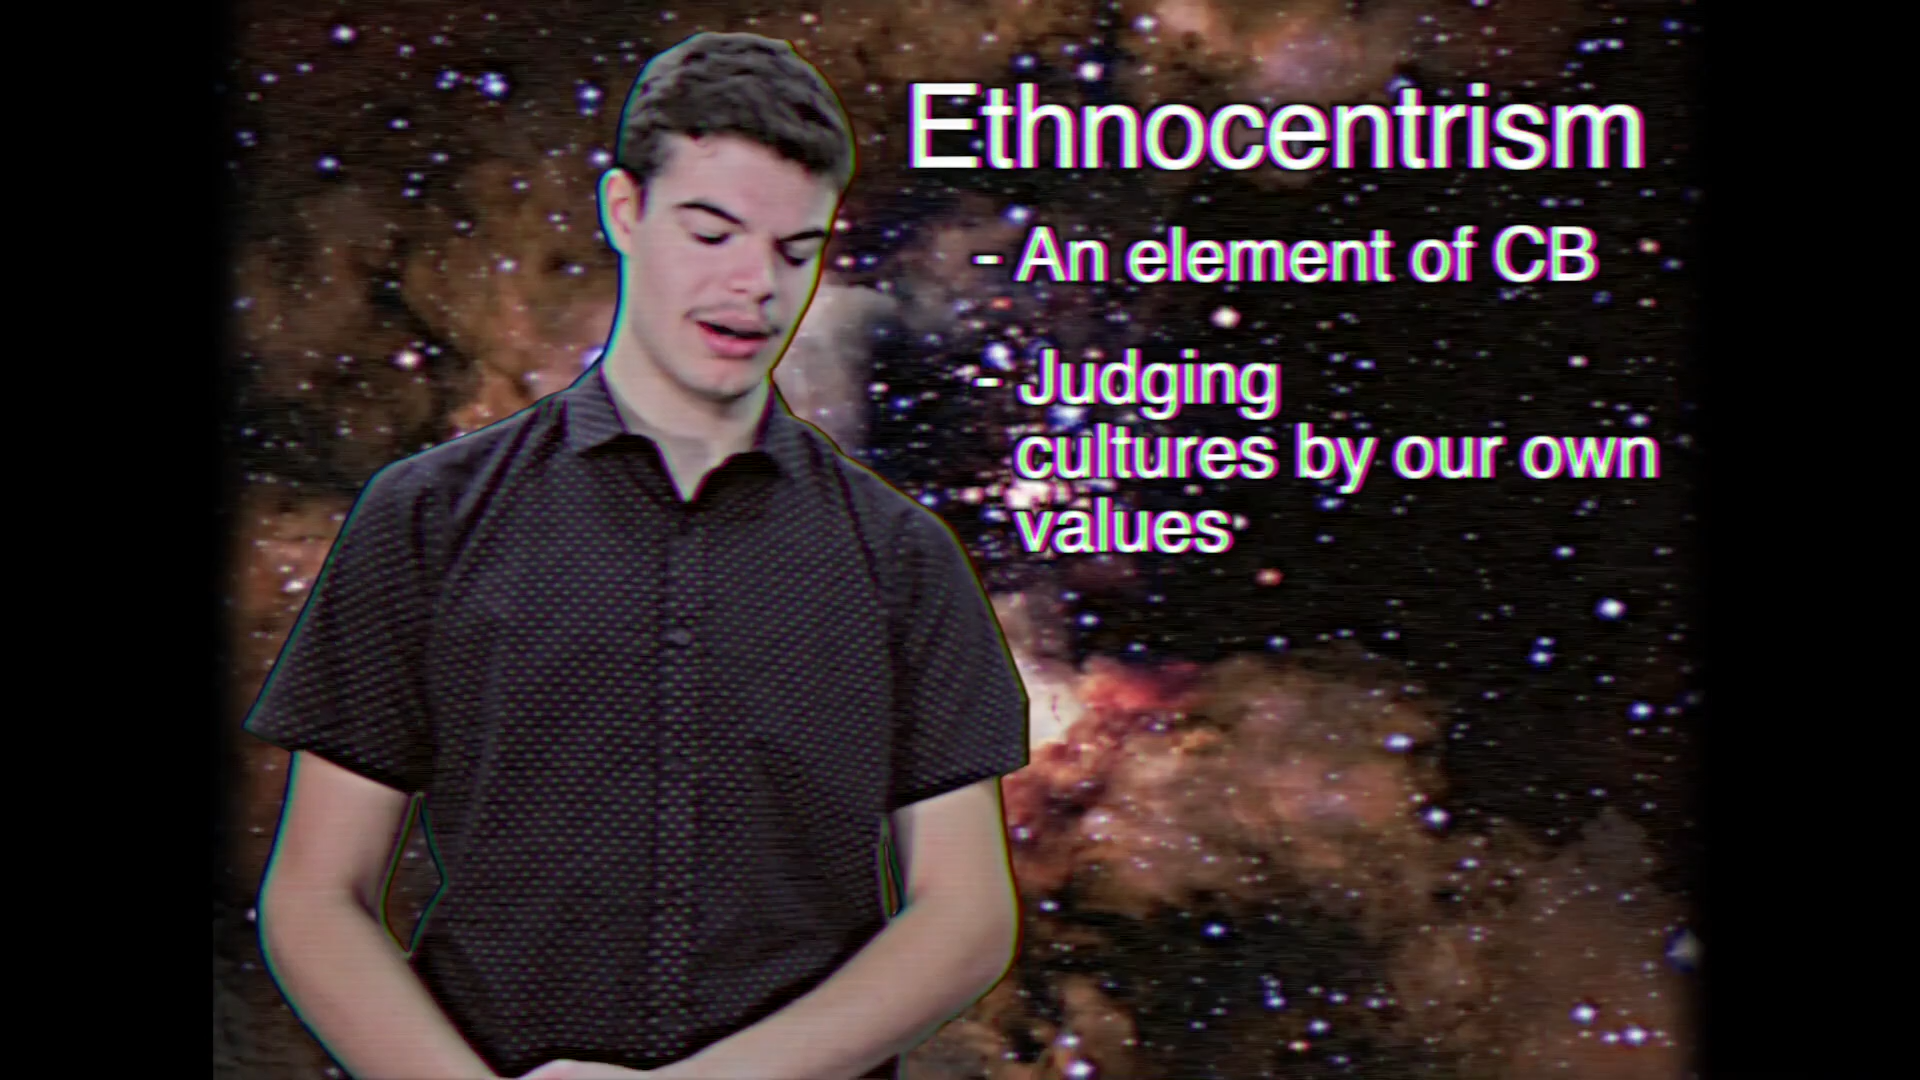 Ethnocentrism
- An element of CB
- Judging
cultures by our own
values